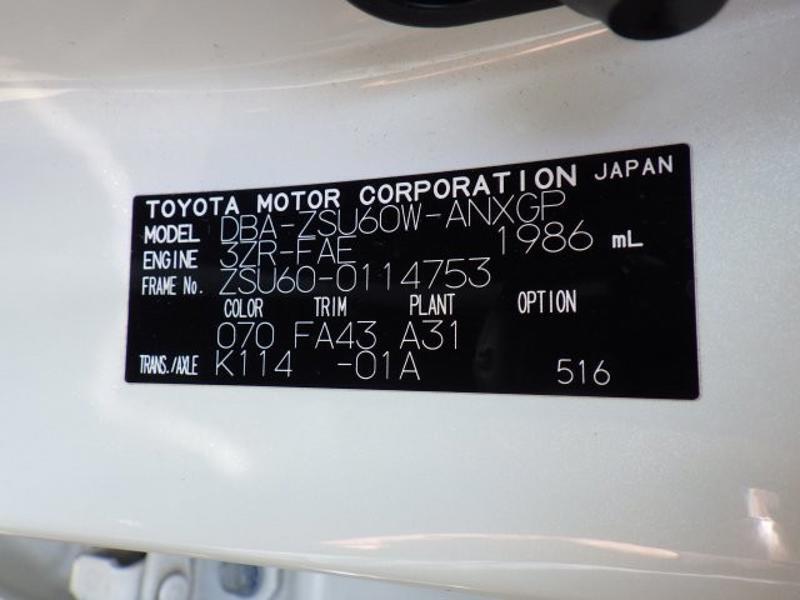 TOYOTA MOTOR CORPORATION JAPAN
MODEL DBA-ZSU60W-ANXGP
ENGINE 3ZR-FAE 1986 mL
FRAME No. ZSU60-0114753
COLOR TRIM PLANT OPTION
070 FA43 A31
TRANS./AXLE K114 -01A 516